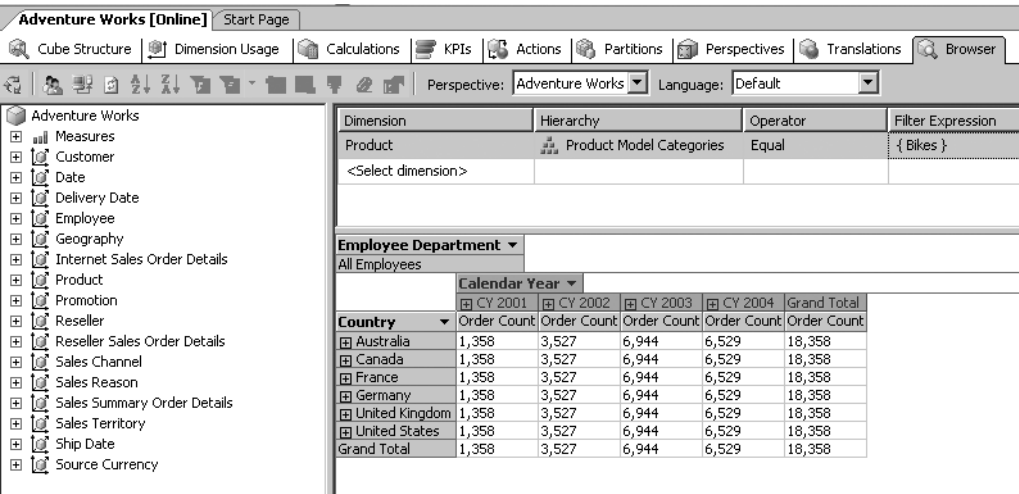 Adventure Works [Online] Start Page
Cube Structure Dimension Usage Calculations KPIs Actions Partitions Perspectives Translations Browser
Perspective: Adventure Works Language: Default
Adventure Works
Measures
Customer
Date
Delivery Date
Employee
Geography
Internet Sales Order Details
Product
Promotion
Reseller
Reseller Sales Order Details
Sales Channel
Sales Reason
Sales Summary Order Details
Sales Territory
Ship Date
Source Currency
Dimension Hierarchy Operator Filter Expression
Product Product Model Categories Equal { Bikes }
<Select dimension>
Employee Department
All Employees
Calendar Year
CY 2001 CY 2002 CY 2003 CY 2004 Grand Total
Country Order Count Order Count Order Count Order Count Order Count
Australia 1,358 3,527 6,944 6,529 18,358
Canada 1,358 3,527 6,944 6,529 18,358
France 1,358 3,527 6,944 6,529 18,358
Germany 1,358 3,527 6,944 6,529 18,358
United Kingdom 1,358 3,527 6,944 6,529 18,358
United States 1,358 3,527 6,944 6,529 18,358
Grand Total 1,358 3,527 6,944 6,529 18,358